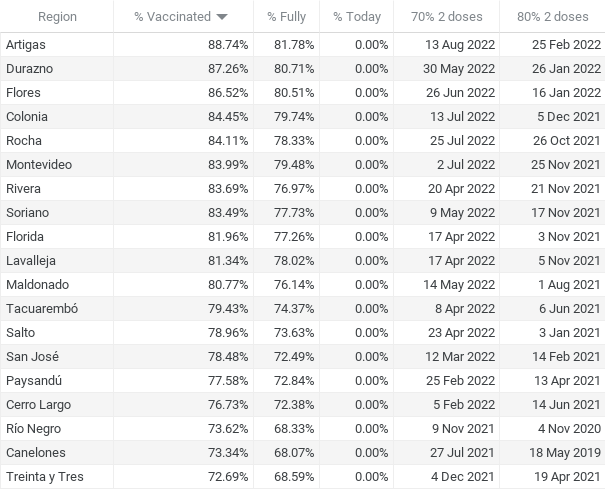 Region % Vaccinated % Fully % Today 70% 2 doses 80% 2 doses
Artigas 88.74% 81.78% 0.00% 13 Aug 2022 25 Feb 2022
Durazno 87.26% 80.71% 0.00% 30 May 2022 26 Jan 2022
Flores 86.52% 80.51% 0.00% 26 Jun 2022 16 Jan 2022
Colonia 84.45% 79.74% 0.00% 13 Jul 2022 5 Dec 2021
Rocha 84.11% 78.33% 0.00% 25 Jul 2022 26 Oct 2021
Montevideo 83.99% 79.48% 0.00% 2 Jul 2022 25 Nov 2021
Rivera 83.69% 76.97% 0.00% 20 Apr 2022 21 Nov 2021
Soriano 83.49% 77.73% 0.00% 9 May 2022 17 Nov 2021
Florida 81.96% 77.26% 0.00% 17 Apr 2022 3 Nov 2021
Lavalleja 81.34% 78.02% 0.00% 17 Apr 2022 5 Nov 2021
Maldonado 80.77% 76.14% 0.00% 14 May 2022 1 Aug 2021
Tacuarembó 79.43% 74.37% 0.00% 8 Apr 2022 6 Jun 2021
Salto 78.96% 73.63% 0.00% 23 Apr 2022 3 Jan 2021
San José 78.48% 72.49% 0.00% 12 Mar 2022 14 Feb 2021
Paysandú 77.58% 72.84% 0.00% 25 Feb 2022 13 Apr 2021
Cerro Largo 76.73% 72.38% 0.00% 5 Feb 2022 14 Jun 2021
Río Negro 73.62% 68.33% 0.00% 9 Nov 2021 4 Nov 2020
Canelones 73.34% 68.07% 0.00% 27 Jul 2021 18 May 2019
Treinta y Tres 72.69% 68.59% 0.00% 4 Dec 2021 19 Apr 2021